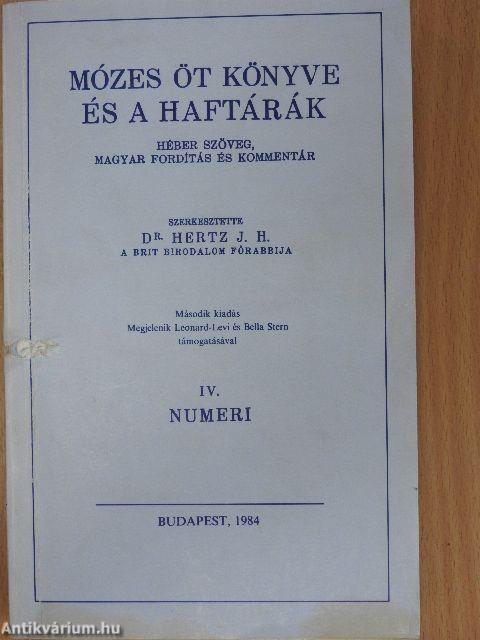 MÓZES ÖT KÖNYVE
ÉS A HAFTÁRÁK
HÉBER SZÖVEG,
MAGYAR FORDÍTÁS ÉS KOMMENTÁR
SZERKESZTETTE
DR. HERTZ J. H.
A BRIT BIRODALOM FŐRABBIJA
Második kiadás
Megjelenik Leonard-Levi és Bella Stern
támogatásával
IV.
NUMERI
BUDAPEST, 1984
Antikvárium.hu